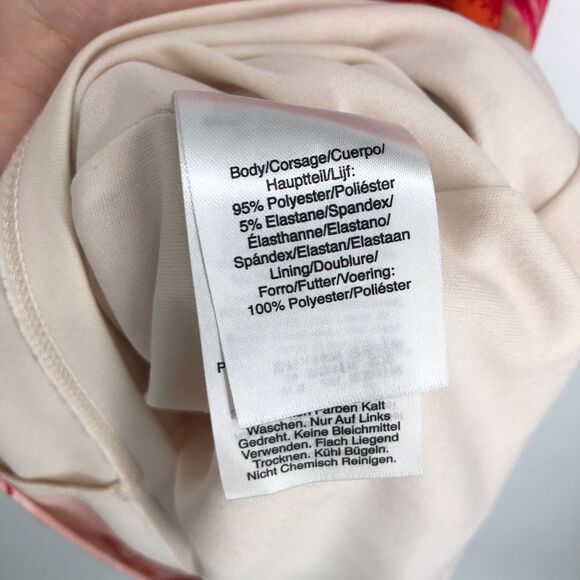 Body/Corsage/Cuerpo/
Hauptteil/Lijf:
95% Polyester/Poliéster
5% Elastane/Spandex/
Élasthanne/Elastano/
Spándex/Elastan/Elastaan
Lining/Doublure/
Forro/Futter/Voering:
100% Polyester/Poliéster
P
Farben Kalt
Waschen. Nur Auf Links
Gedreht. Keine Bleichmittel
Verwenden. Flach Liegend
Trocknen. Kühl Bügeln.
Nicht Chemisch Reinigen.